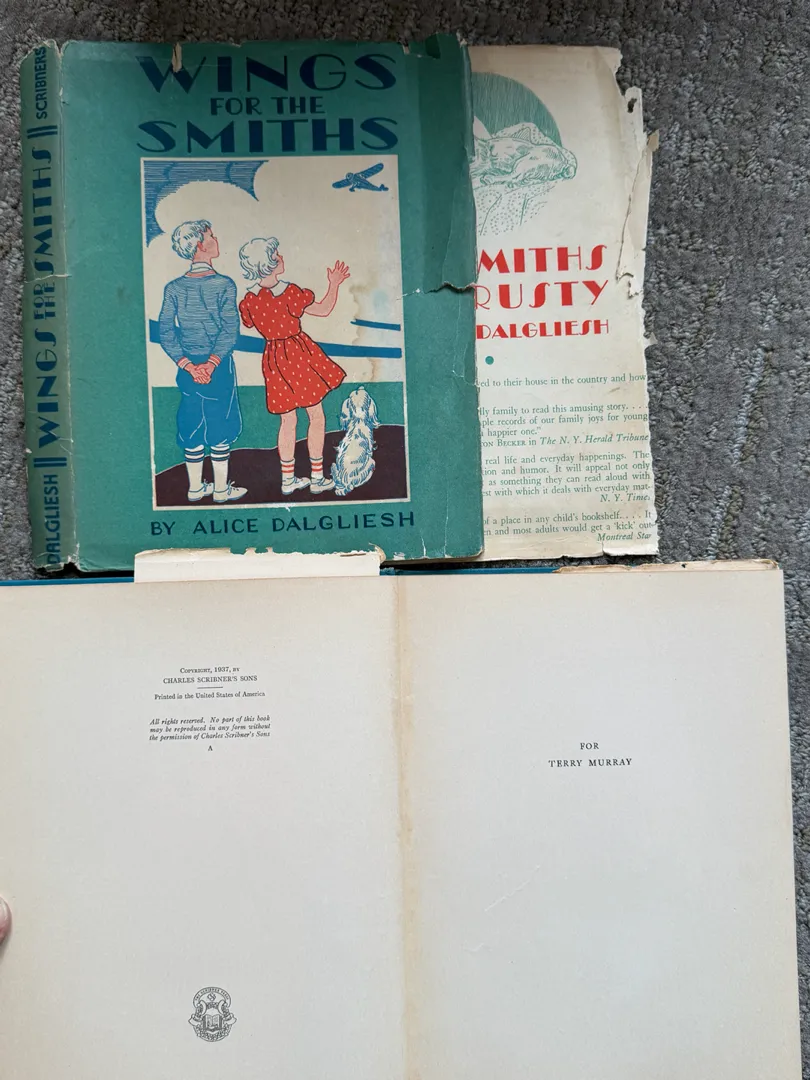 DALGLIESH || WINGS FOR THE SMITHS || SCRIBNERS
WINGS
FOR THE
SMITHS
BY ALICE DALGLIESH
MITHS
RUSTY
DALGLIESH
ed to their house in the country and how
lly family to read this amusing story. . . .
ple records of our family joys for young
happier one."
ON BECKER in The N. Y. Herald Tribune
real life and everyday happenings. The
ion and humor. It will appeal not only
as something they can read aloud with
st with which it deals with everyday mat-
N. Y. Time
of a place in any child's bookshelf. . . . It
en and most adults would get a 'kick' out
Montreal Star
Copyright, 1937, by
CHARLES SCRIBNER'S SONS
Printed in the United States of America
All rights reserved. No part of this book
may be reproduced in any form without
the permission of Charles Scribner's Sons
A
FOR
TERRY MURRAY